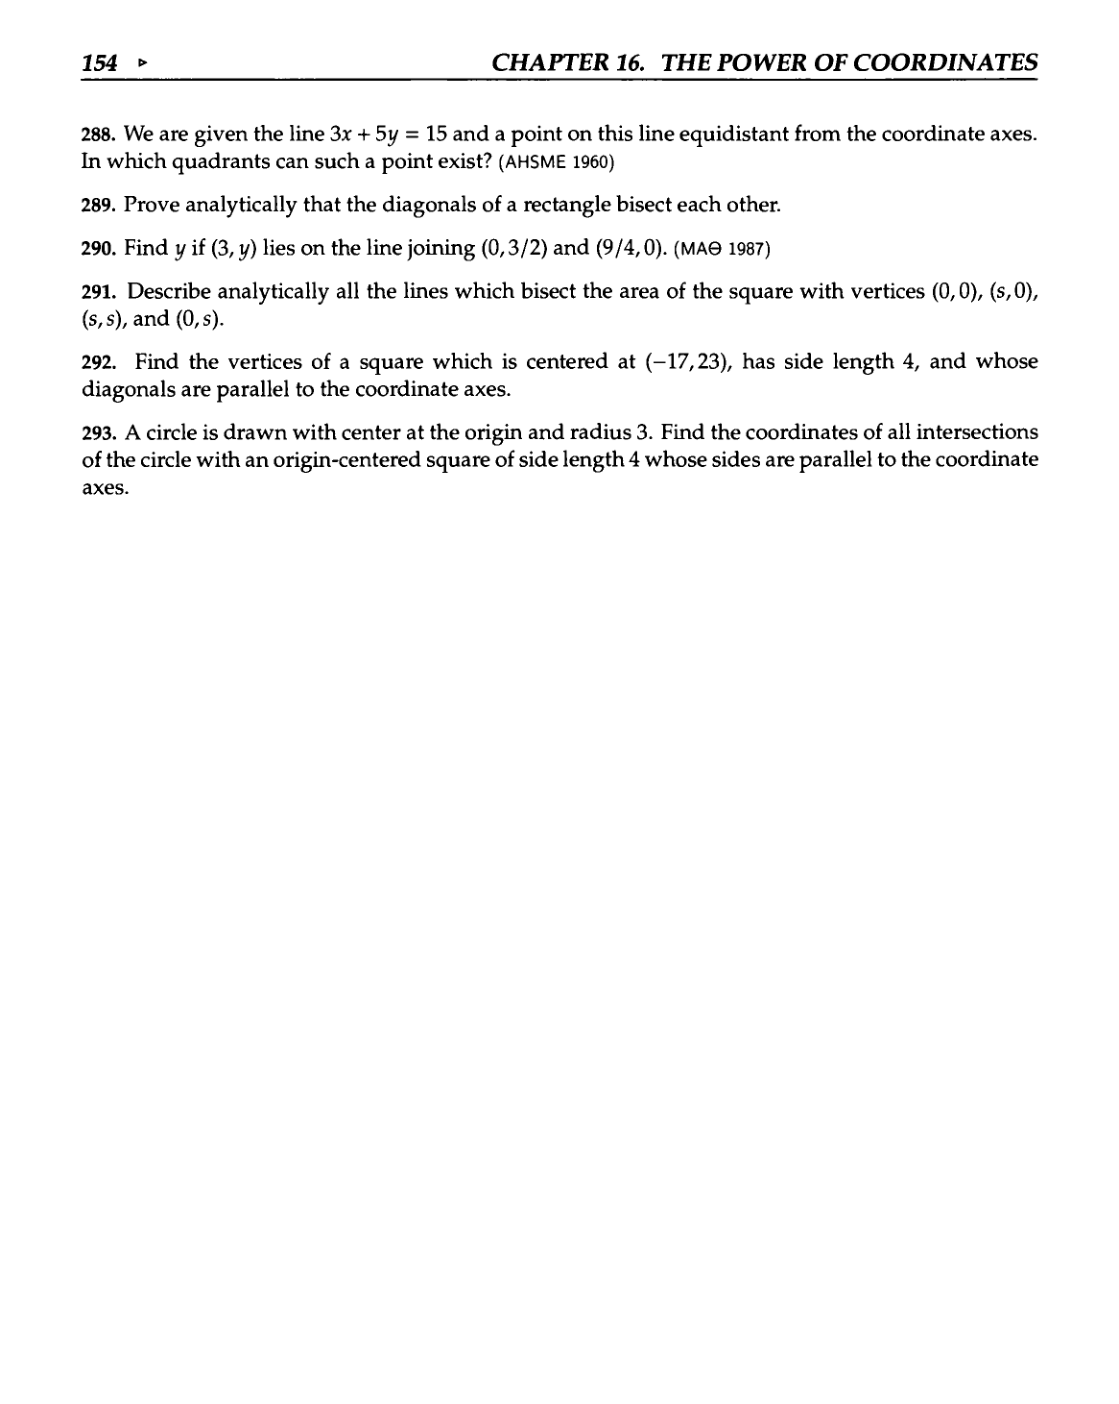 154 ▹ CHAPTER 16. THE POWER OF COORDINATES
288. We are given the line 3x + 5y = 15 and a point on this line equidistant from the coordinate axes.
In which quadrants can such a point exist? (AHSME 1960)
289. Prove analytically that the diagonals of a rectangle bisect each other.
290. Find y if (3, y) lies on the line joining (0, 3/2) and (9/4, 0). (MAΘ 1987)
291. Describe analytically all the lines which bisect the area of the square with vertices (0, 0), (s, 0),
(s, s), and (0, s).
292. Find the vertices of a square which is centered at (−17, 23), has side length 4, and whose
diagonals are parallel to the coordinate axes.
293. A circle is drawn with center at the origin and radius 3. Find the coordinates of all intersections
of the circle with an origin-centered square of side length 4 whose sides are parallel to the coordinate
axes.